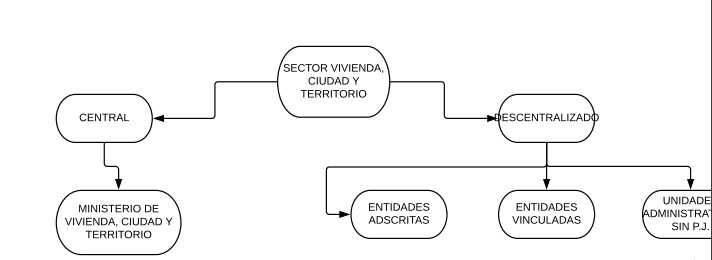 SECTOR VIVIENDA,
CIUDAD Y
TERRITORIO
CENTRAL
DESCENTRALIZADO
MINISTERIO DE
VIVIENDA, CIUDAD Y
TERRITORIO
ENTIDADES
ADSCRITAS
ENTIDADES
VINCULADAS
UNIDADE
ADMINISTRAT
SIN P.J.